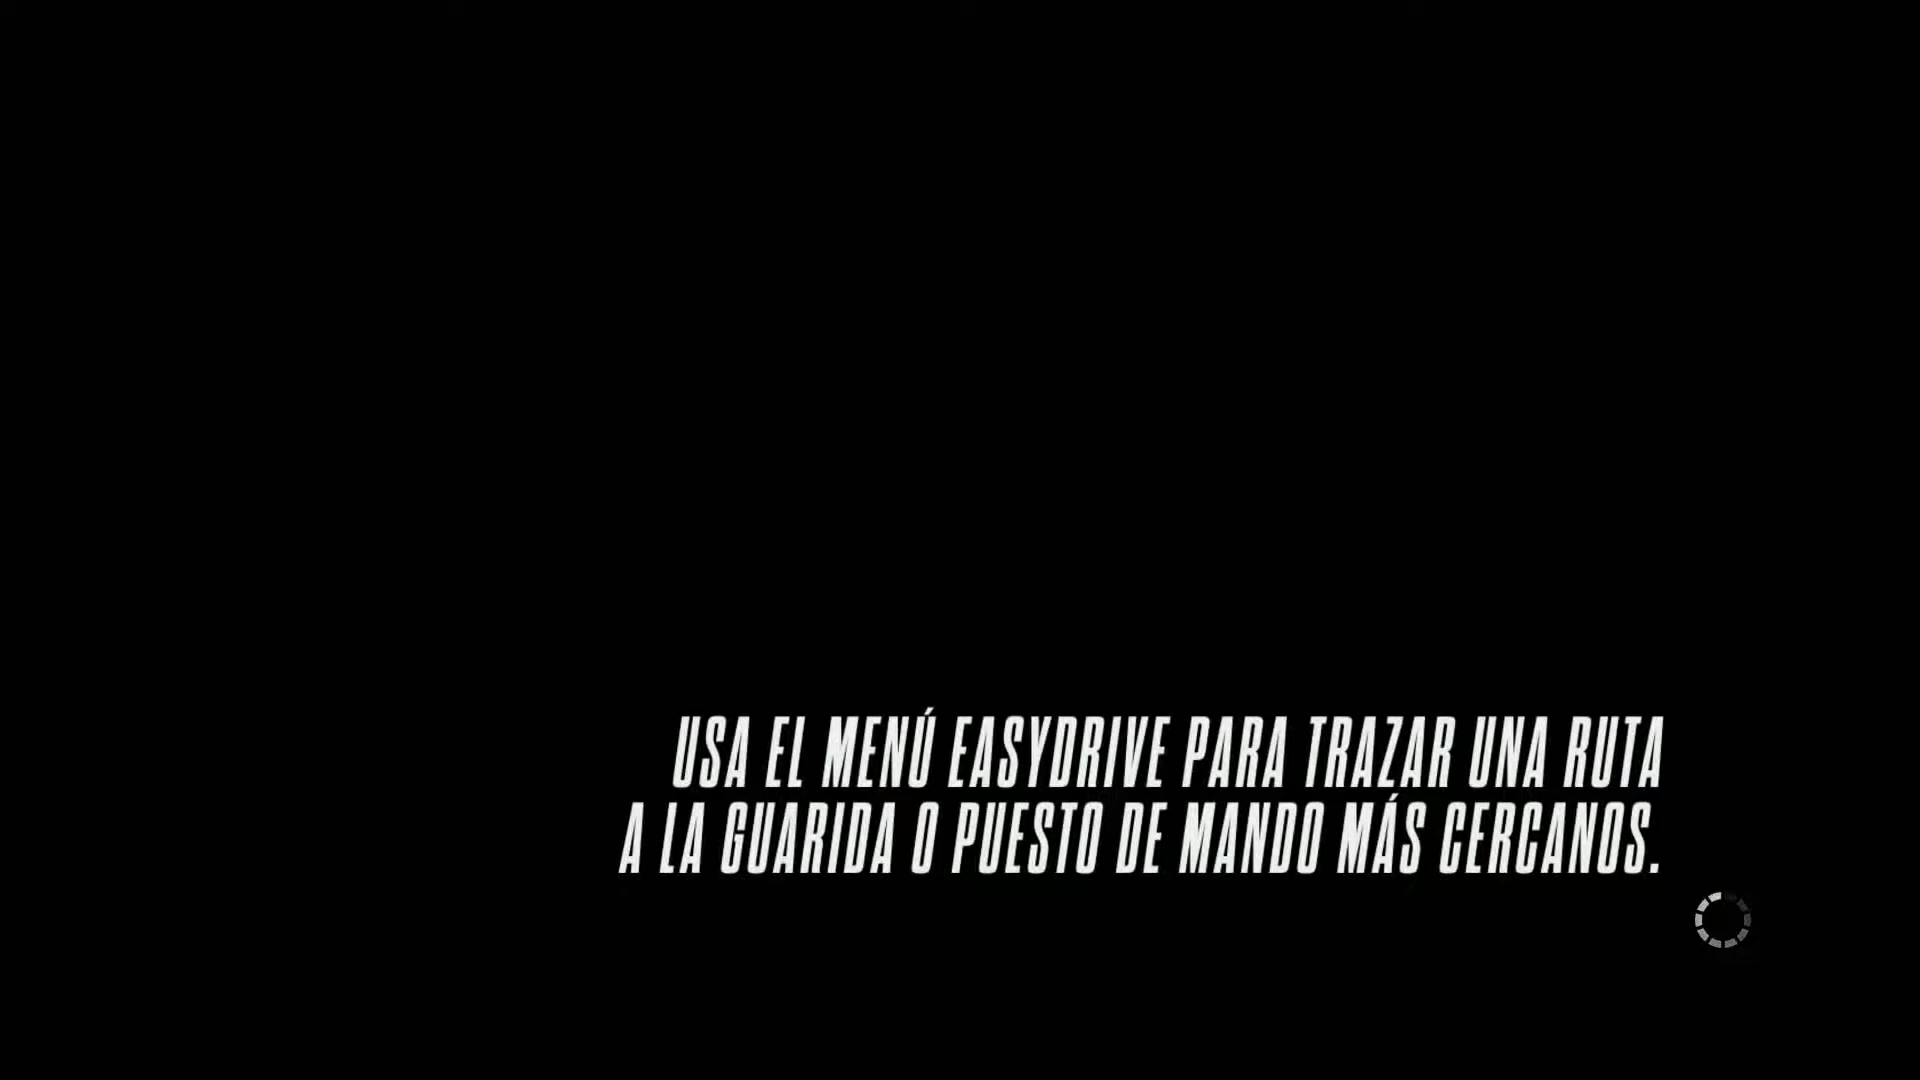 USA EL MENÚ EASYDRIVE PARA TRAZAR UNA RUTA
A LA GUARIDA O PUESTO DE MANDO MÁS CERCANOS.